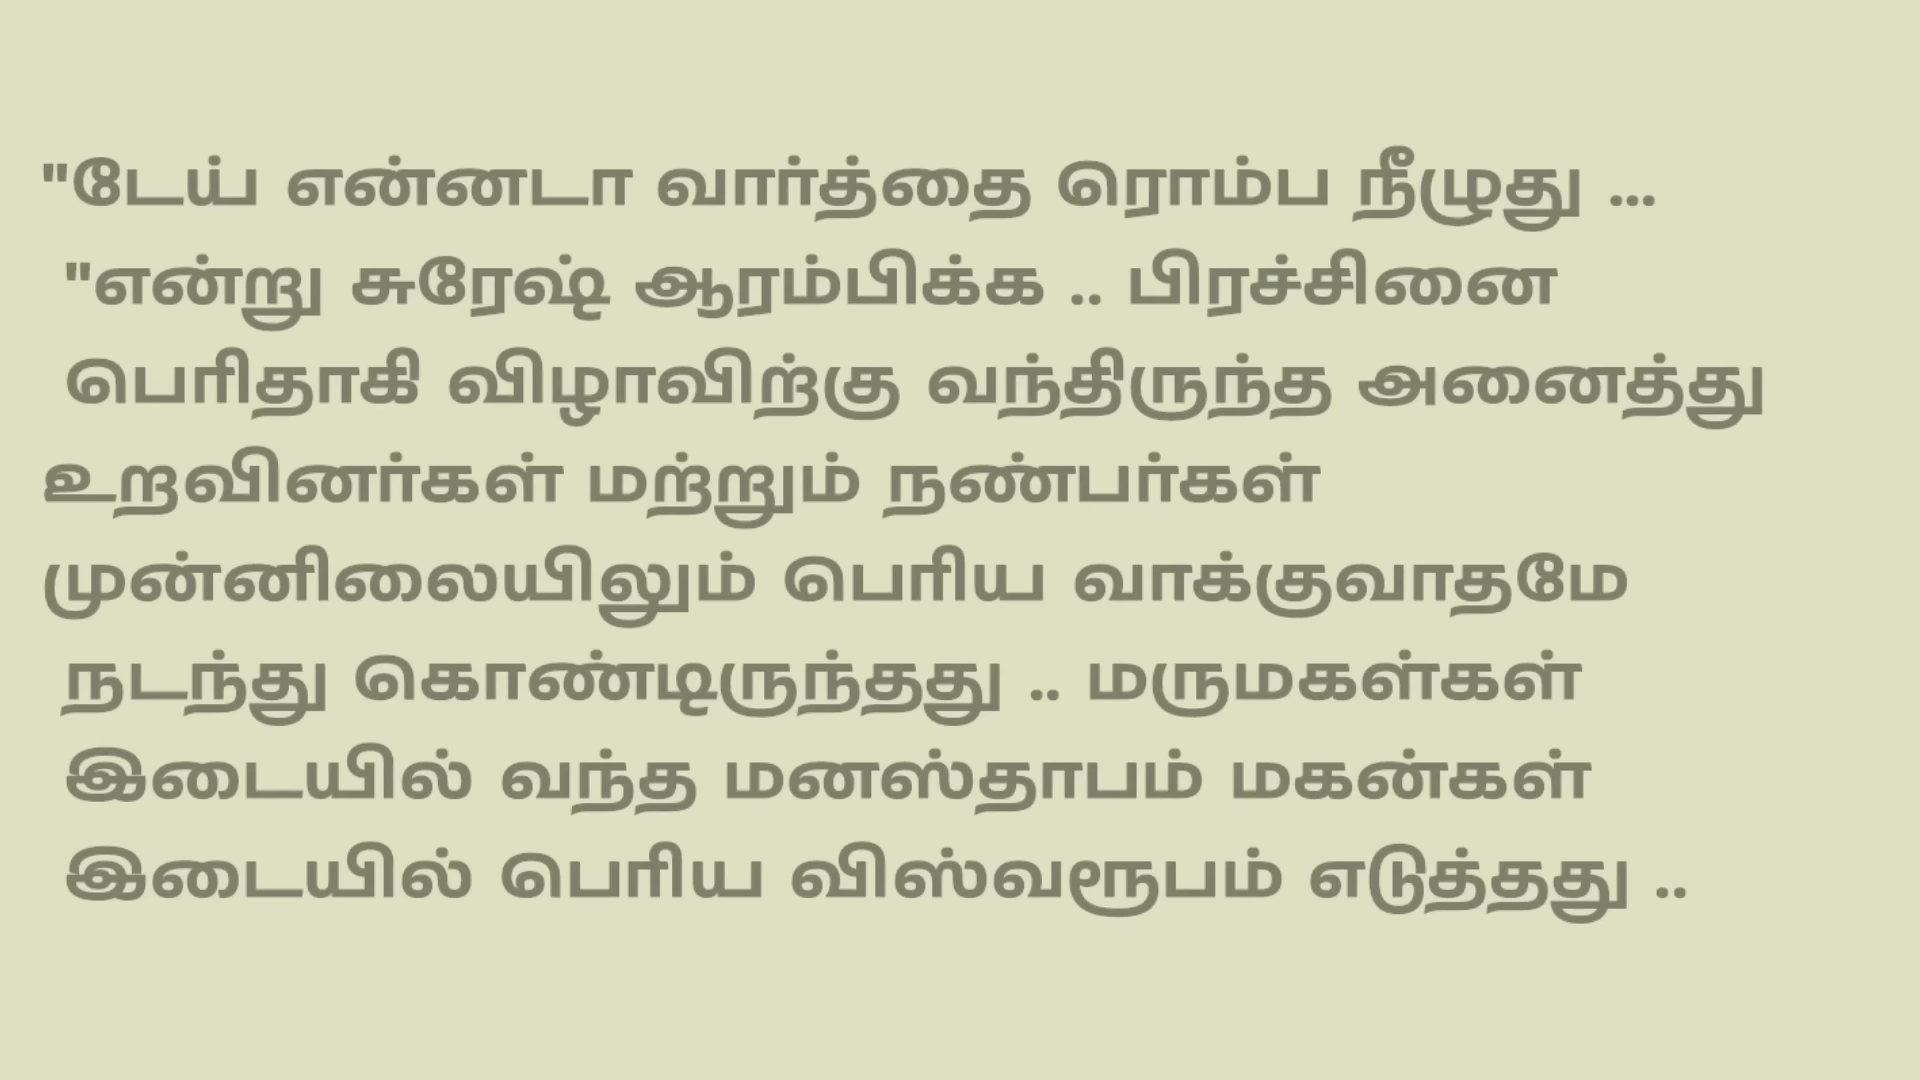 "டேய் என்னடா வார்த்தை ரொம்ப நீழுது ...
"என்று சுரேஷ் ஆரம்பிக்க .. பிரச்சினை
பெரிதாகி விழாவிற்கு வந்திருந்த அனைத்து
உறவினர்கள் மற்றும் நண்பர்கள்
முன்னிலையிலும் பெரிய வாக்குவாதமே
நடந்து கொண்டிருந்தது .. மருமகள்கள்
இடையில் வந்த மனஸ்தாபம் மகன்கள்
இடையில் பெரிய விஸ்வரூபம் எடுத்தது ..